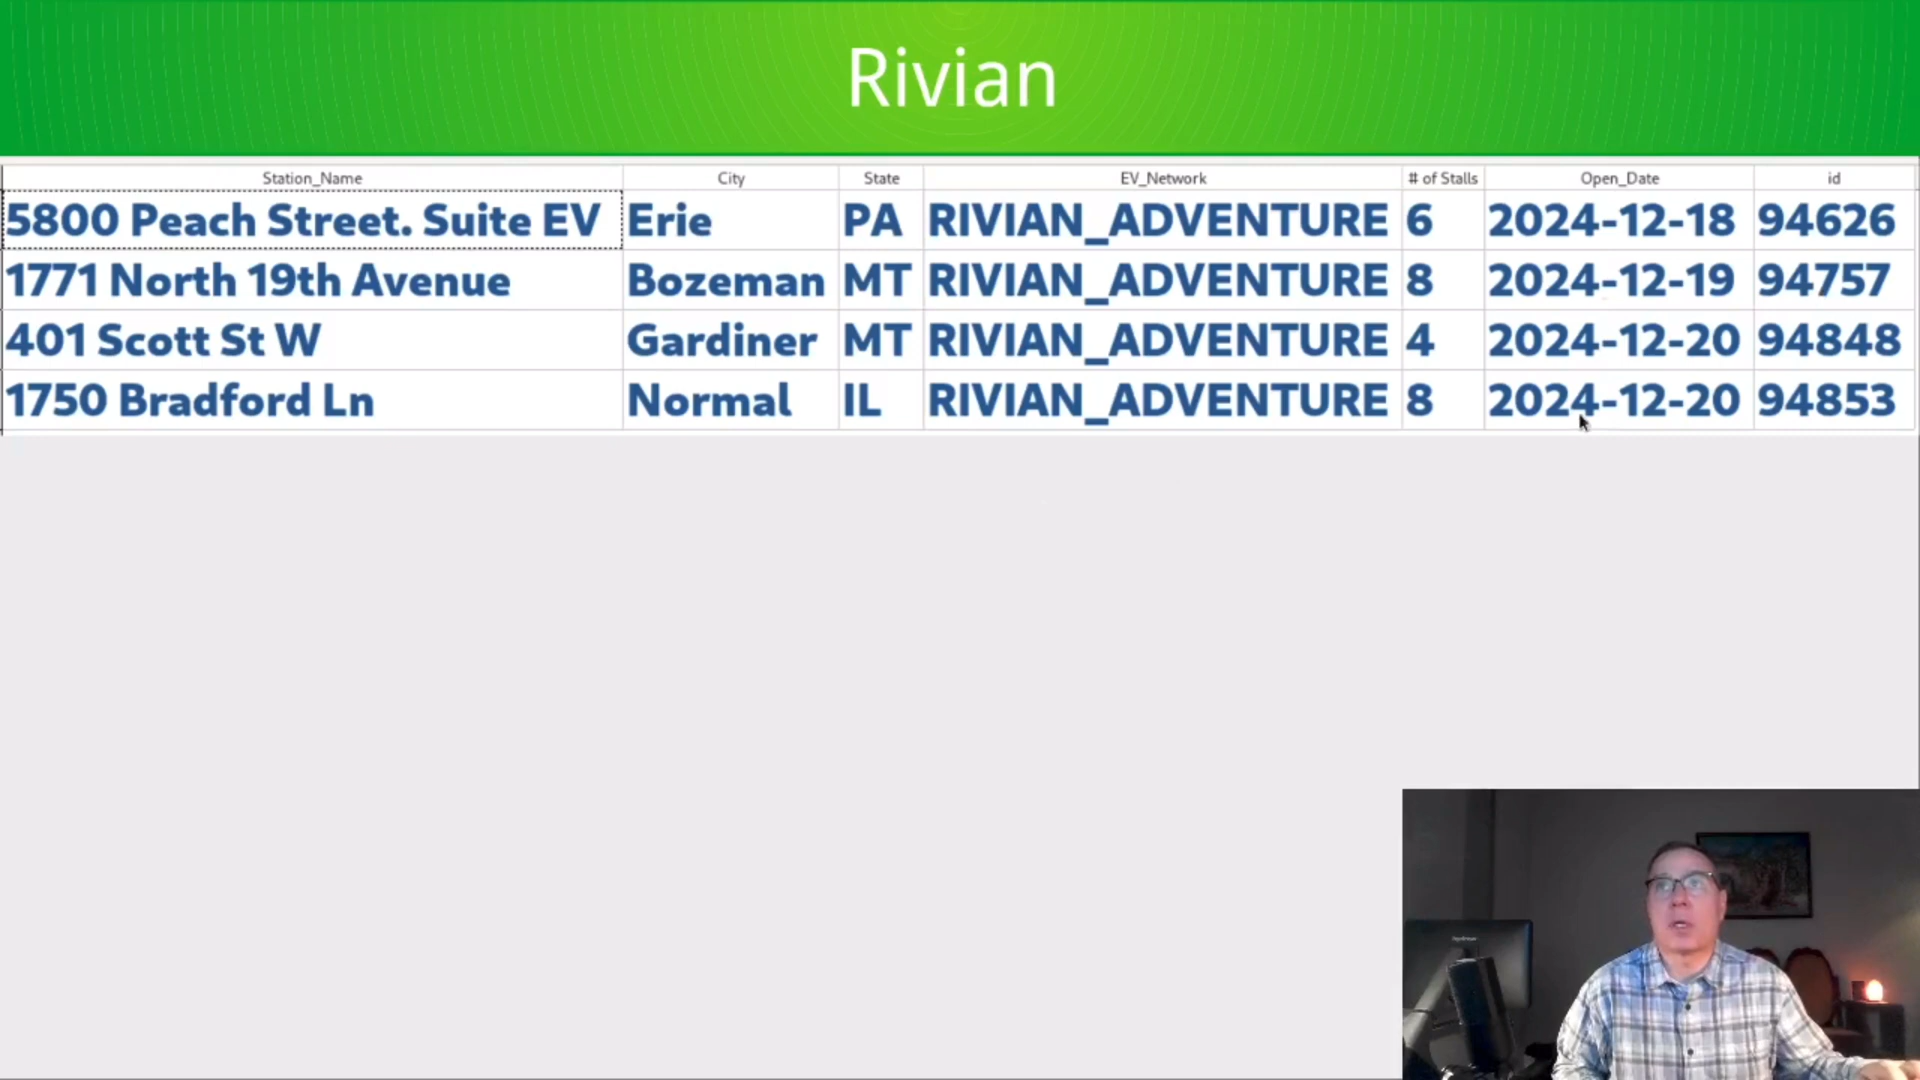 Rivian
Station_Name City State EV_Network # of Stalls Open_Date id
5800 Peach Street. Suite EV Erie PA RIVIAN_ADVENTURE 6 2024-12-18 94626
1771 North 19th Avenue Bozeman MT RIVIAN_ADVENTURE 8 2024-12-19 94757
401 Scott St W Gardiner MT RIVIAN_ADVENTURE 4 2024-12-20 94848
1750 Bradford Ln Normal IL RIVIAN_ADVENTURE 8 2024-12-20 94853